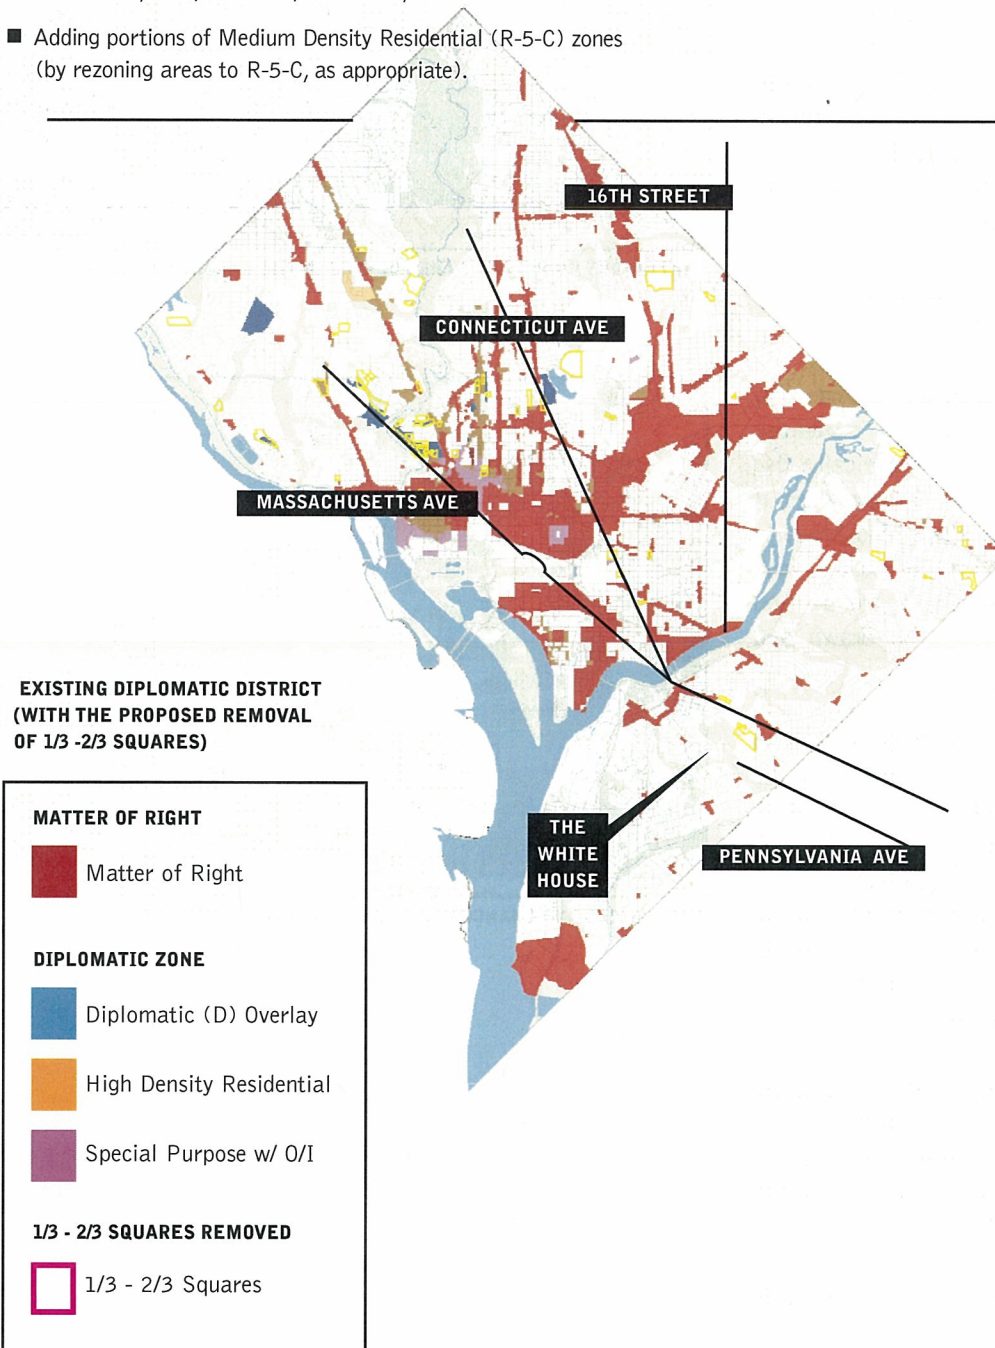 ■ Adding portions of Medium Density Residential (R-5-C) zones
(by rezoning areas to R-5-C, as appropriate).
16TH STREET
CONNECTICUT AVE
MASSACHUSETTS AVE
EXISTING DIPLOMATIC DISTRICT
(WITH THE PROPOSED REMOVAL
OF 1/3 -2/3 SQUARES)
THE
WHITE
HOUSE
PENNSYLVANIA AVE
MATTER OF RIGHT
Matter of Right
DIPLOMATIC ZONE
Diplomatic (D) Overlay
High Density Residential
Special Purpose w/ O/I
1/3 - 2/3 SQUARES REMOVED
1/3 - 2/3 Squares